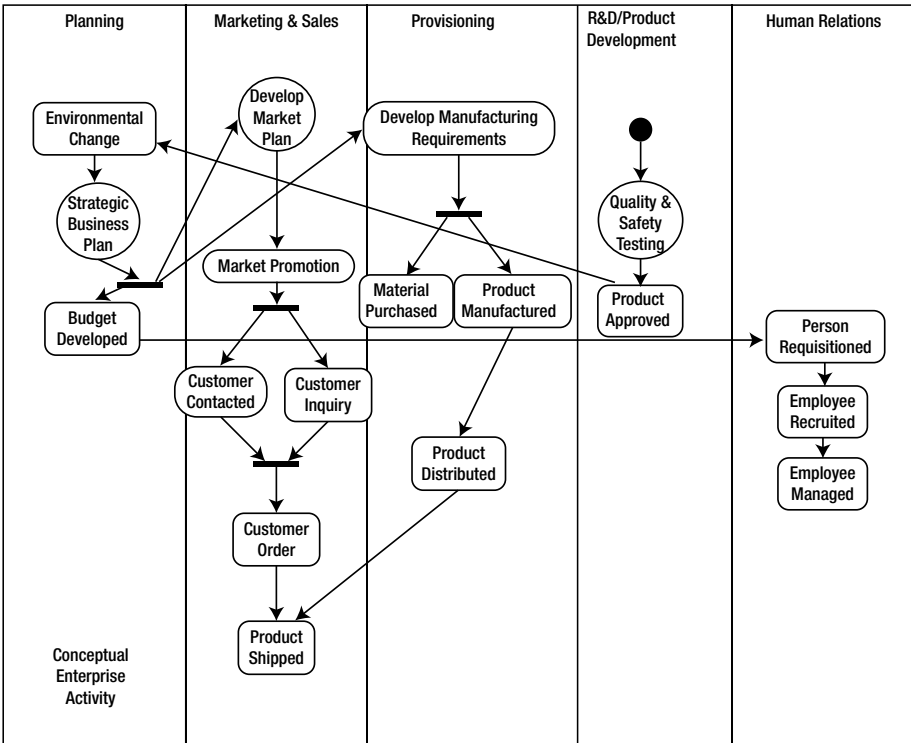 Planning
Marketing & Sales
Provisioning
R&D/Product
Development
Human Relations
Environmental
Change
Strategic
Business
Plan
Budget
Developed
Conceptual
Enterprise
Activity
Develop
Market
Plan
Market Promotion
Customer
Contacted
Customer
Inquiry
Customer
Order
Product
Shipped
Develop Manufacturing
Requirements
Material
Purchased
Product
Manufactured
Product
Distributed
Quality &
Safety
Testing
Product
Approved
Person
Requisitioned
Employee
Recruited
Employee
Managed